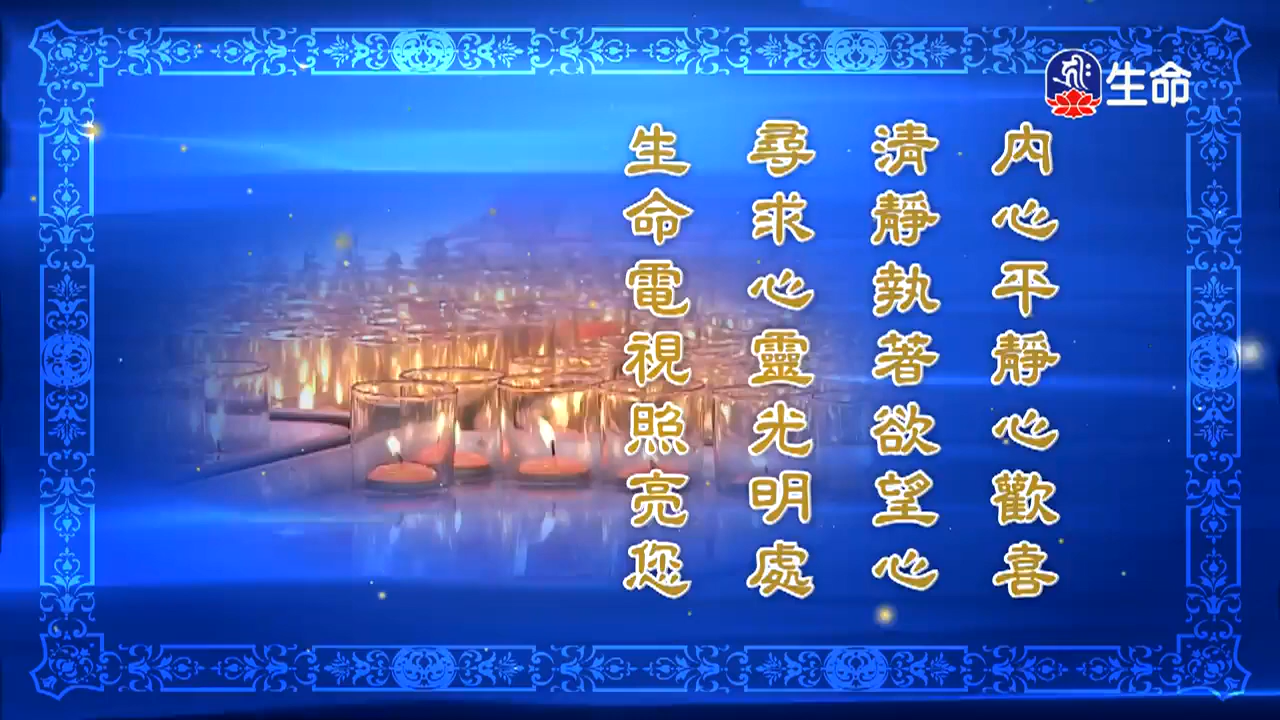 生命
內心平靜心歡喜
清靜執著欲望心
尋求心靈光明處
生命電視照亮您